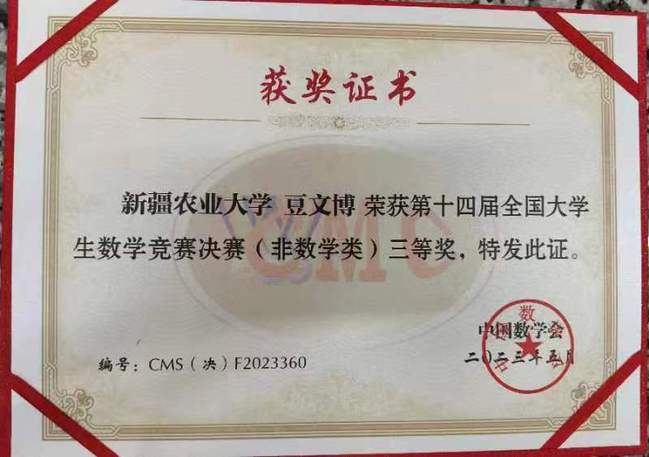 获奖证书
新疆农业大学 豆文博 荣获第十四届全国大学
生数学竞赛决赛（非数学类）三等奖，特发此证。
中国数学会
二〇二三年五月
编号：CMS（决）F2023360
CMC